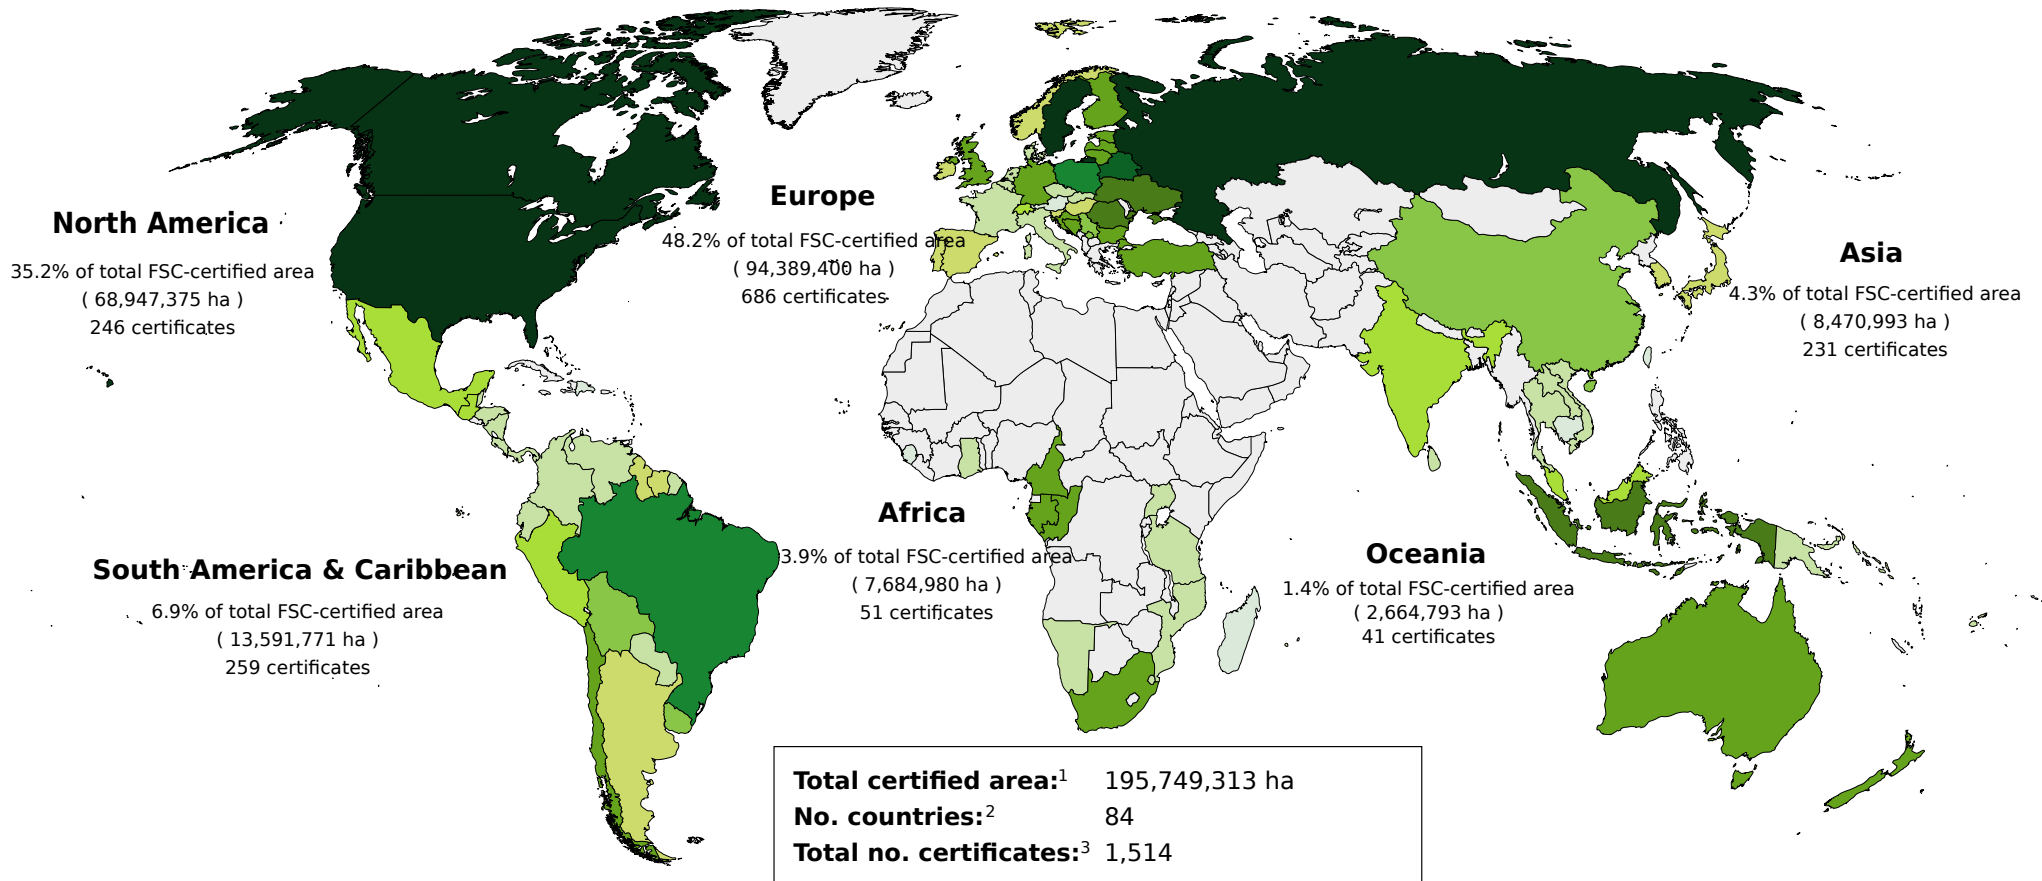 North America
35.2% of total FSC-certified area
( 68,947,375 ha )
246 certificates
Europe
48.2% of total FSC-certified area
( 94,389,400 ha )
686 certificates
Asia
4.3% of total FSC-certified area
( 8,470,993 ha )
231 certificates
South America & Caribbean
6.9% of total FSC-certified area
( 13,591,771 ha )
259 certificates
Africa
3.9% of total FSC-certified area
( 7,684,980 ha )
51 certificates
Oceania
1.4% of total FSC-certified area
( 2,664,793 ha )
41 certificates
Total certified area:¹ 195,749,313 ha
No. countries:² 84
Total no. certificates:³ 1,514